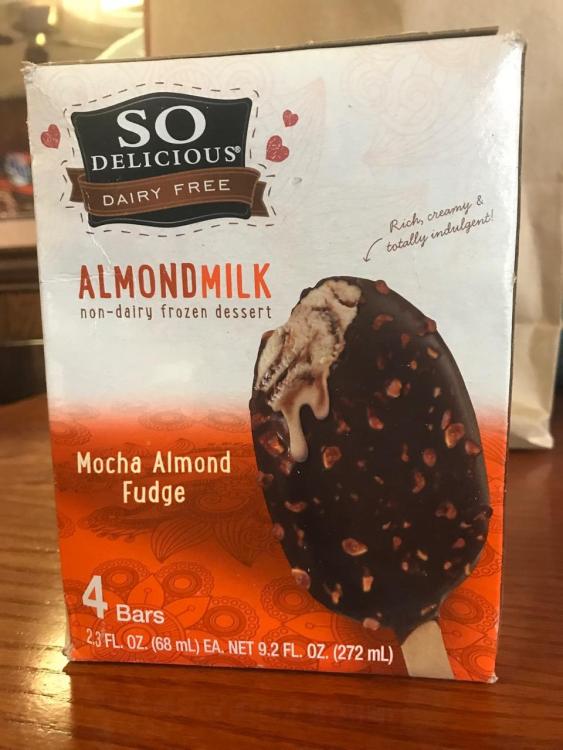 SO
DELICIOUS®
DAIRY FREE
Rich, creamy &
totally indulgent!
ALMONDMILK
non-dairy frozen dessert
Mocha Almond
Fudge
4 Bars
2.3 FL. OZ. (68 mL) EA. NET 9.2 FL. OZ. (272 mL)